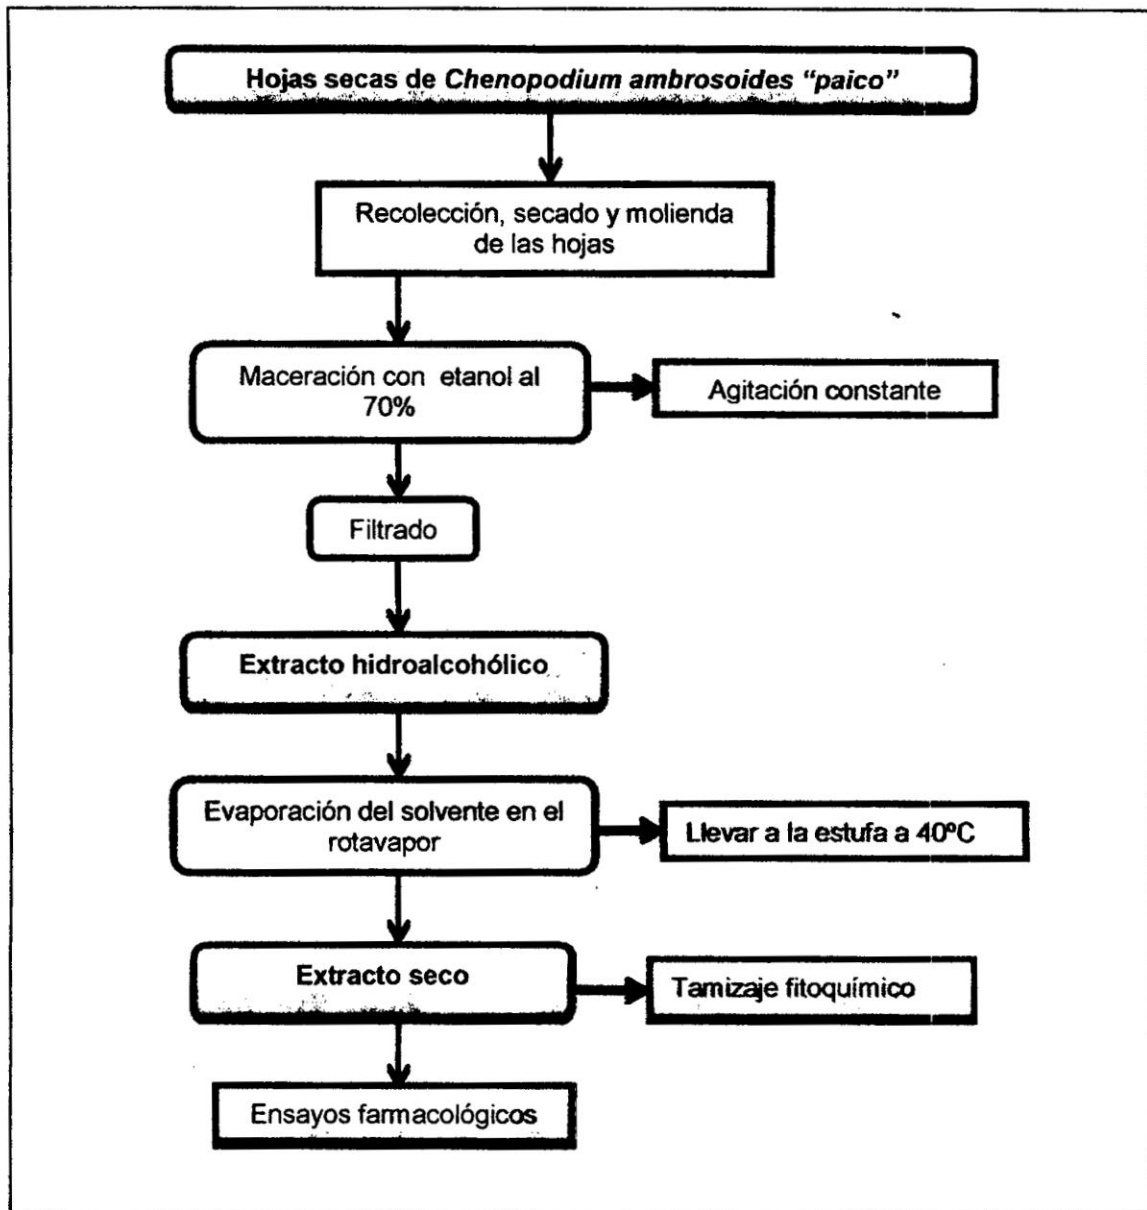 Hojas secas de Chenopodium ambrosoides “paico”
Recolección, secado y molienda
de las hojas
Maceración con etanol al
70%
Agitación constante
Filtrado
Extracto hidroalcohólico
Evaporación del solvente en el
rotavapor
Llevar a la estufa a 40ºC
Extracto seco
Tamizaje fitoquímico
Ensayos farmacológicos